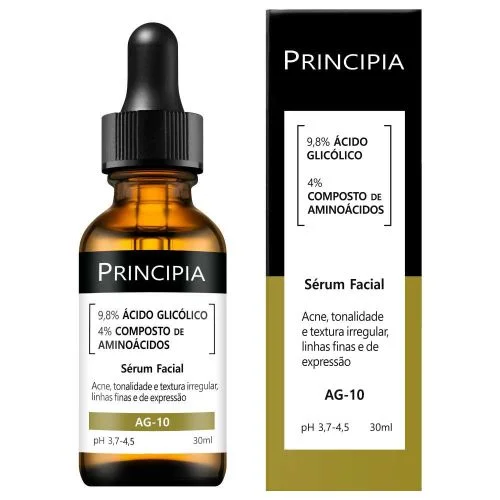 PRINCIPIA
9,8% ÁCIDO GLICÓLICO
4% COMPOSTO DE
AMINOÁCIDOS
Sérum Facial
Acne, tonalidade e textura irregular,
linhas finas e de expressão
AG-10
pH 3,7-4,5 30ml
PRINCIPIA
9,8% ÁCIDO
GLICÓLICO
4%
COMPOSTO DE
AMINOÁCIDOS
Sérum Facial
Acne, tonalidade
e textura irregular,
linhas finas e de
expressão
AG-10
pH 3,7-4,5 30ml